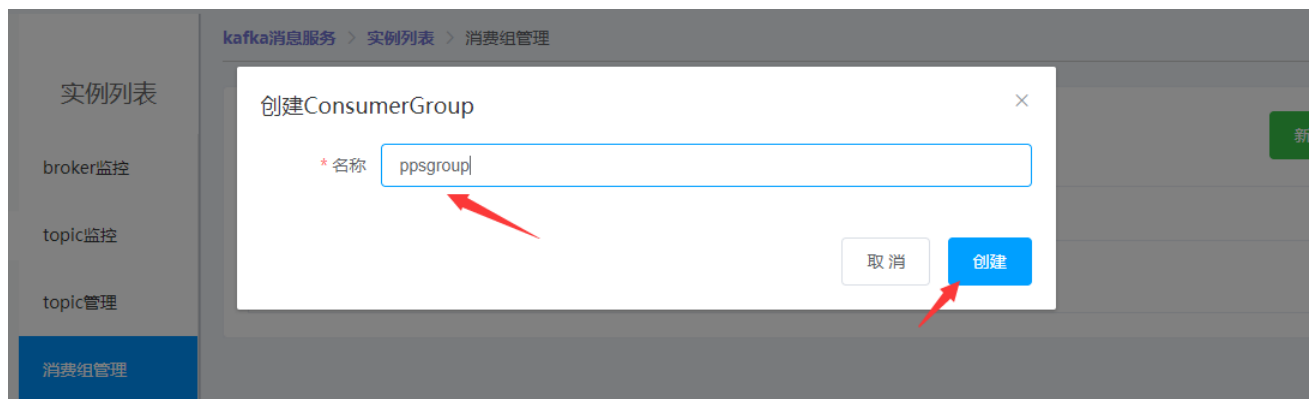 kafka消息服务 > 实例列表 > 消费组管理
实例列表
broker监控
topic监控
topic管理
消费组管理
创建ConsumerGroup
* 名称 ppsgroup
取消 创建
新